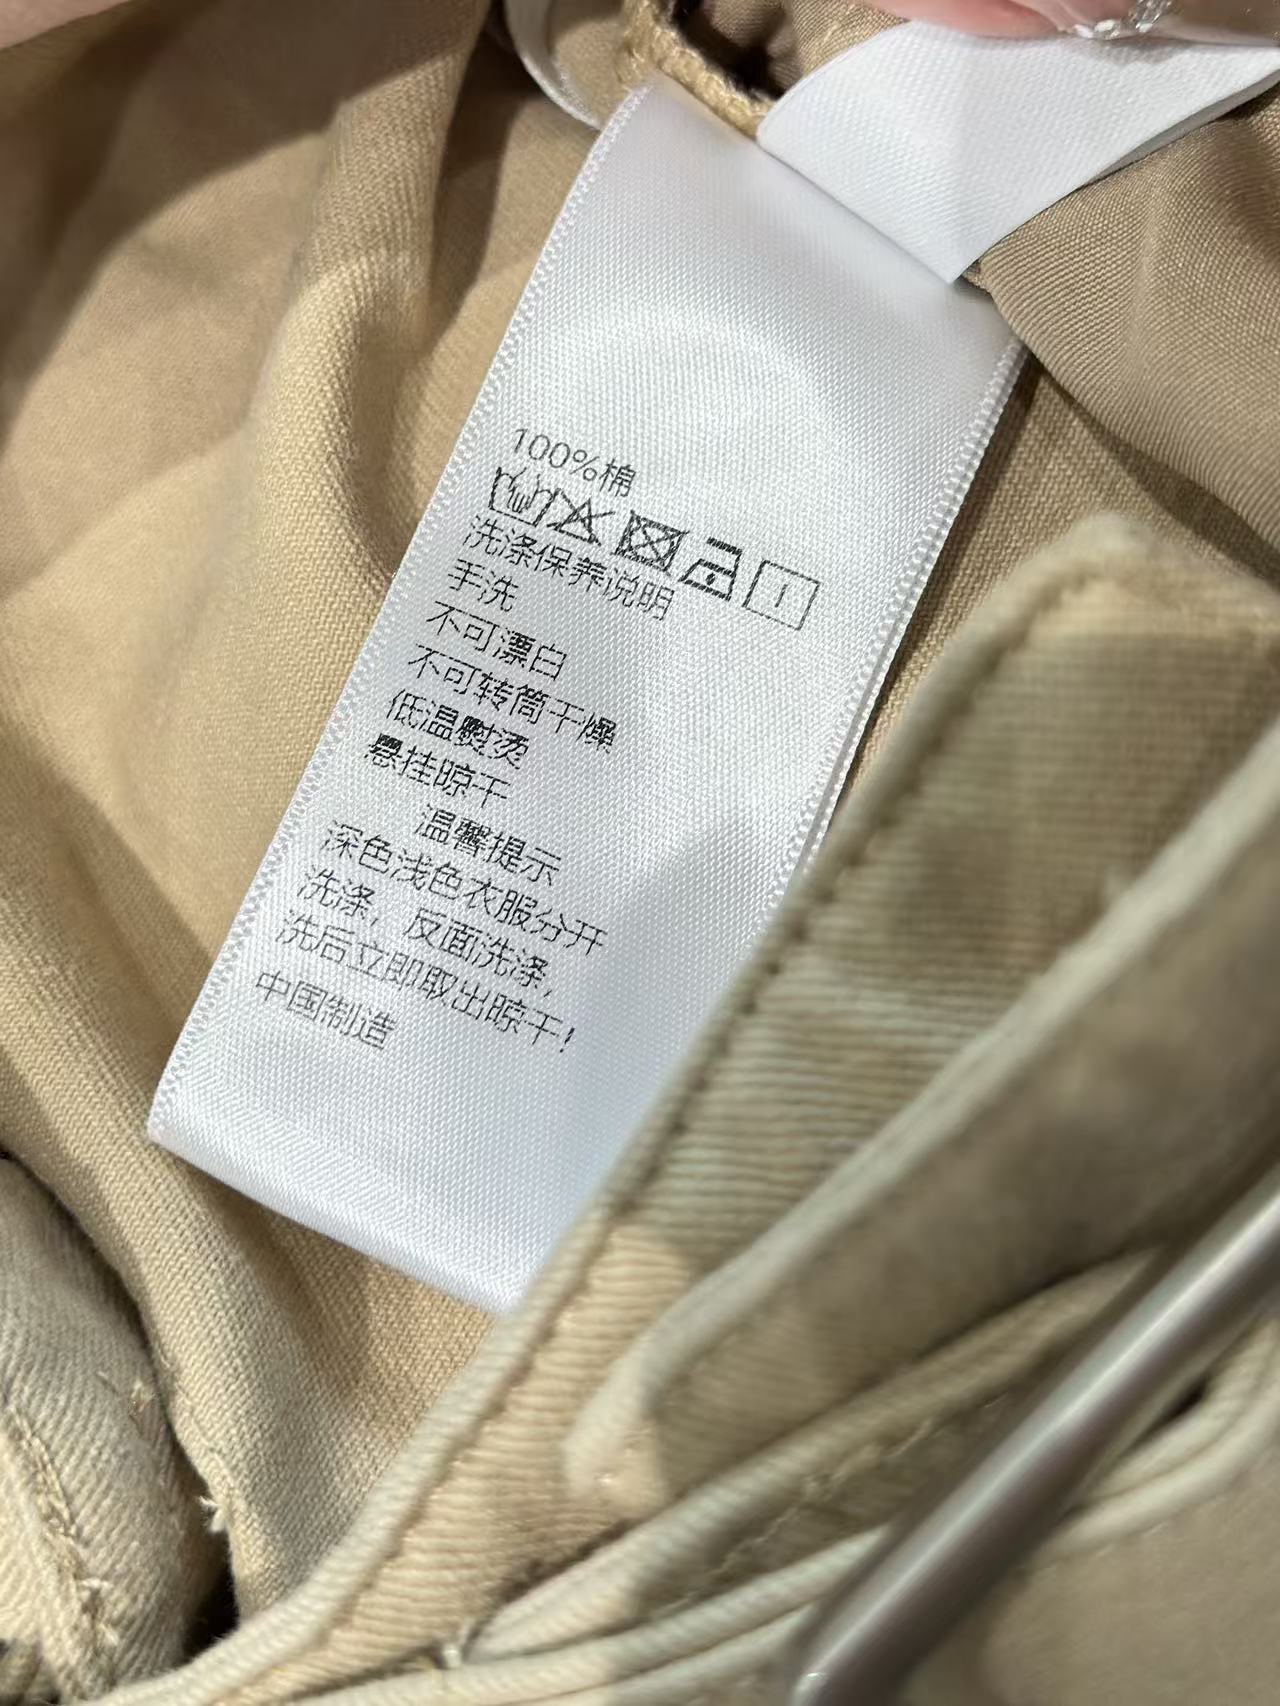 100%棉
洗涤保养说明
手洗
不可漂白
不可转筒干燥
低温熨烫
悬挂晾干
温馨提示
深色浅色衣服分开
洗涤，反面洗涤，
洗后立即取出晾干！
中国制造